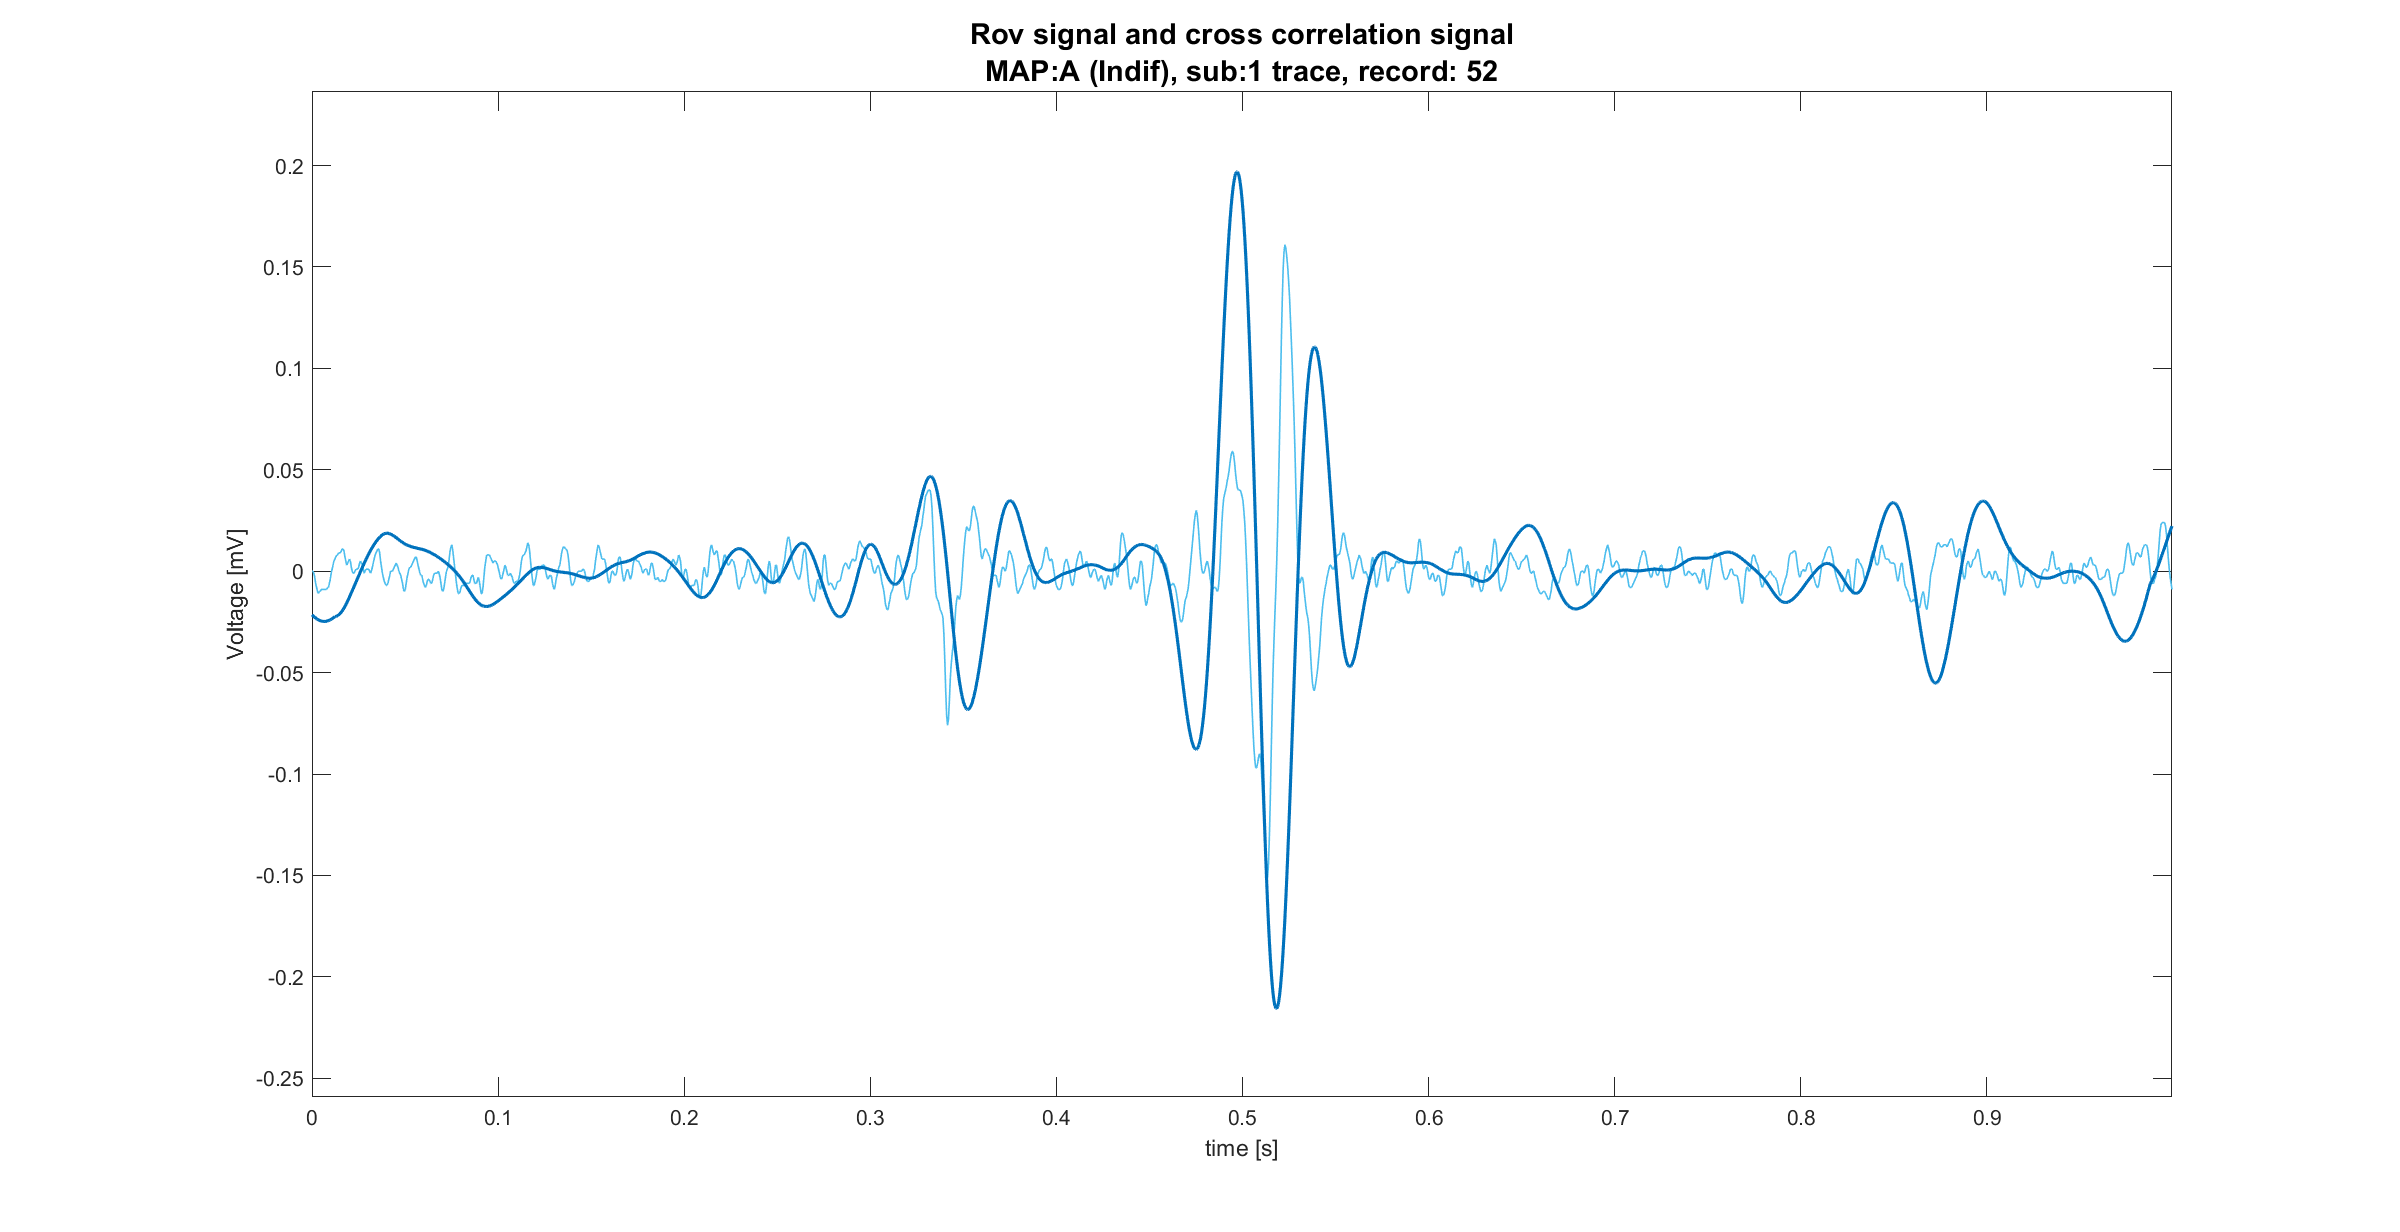 Rov signal and cross correlation signal
MAP:A (Indif), sub:1 trace, record: 52
0.2
0.15
0.1
0.05
0
-0.05
-0.1
-0.15
-0.2
-0.25
Voltage [mV]
0 0.1 0.2 0.3 0.4 0.5 0.6 0.7 0.8 0.9
time [s]